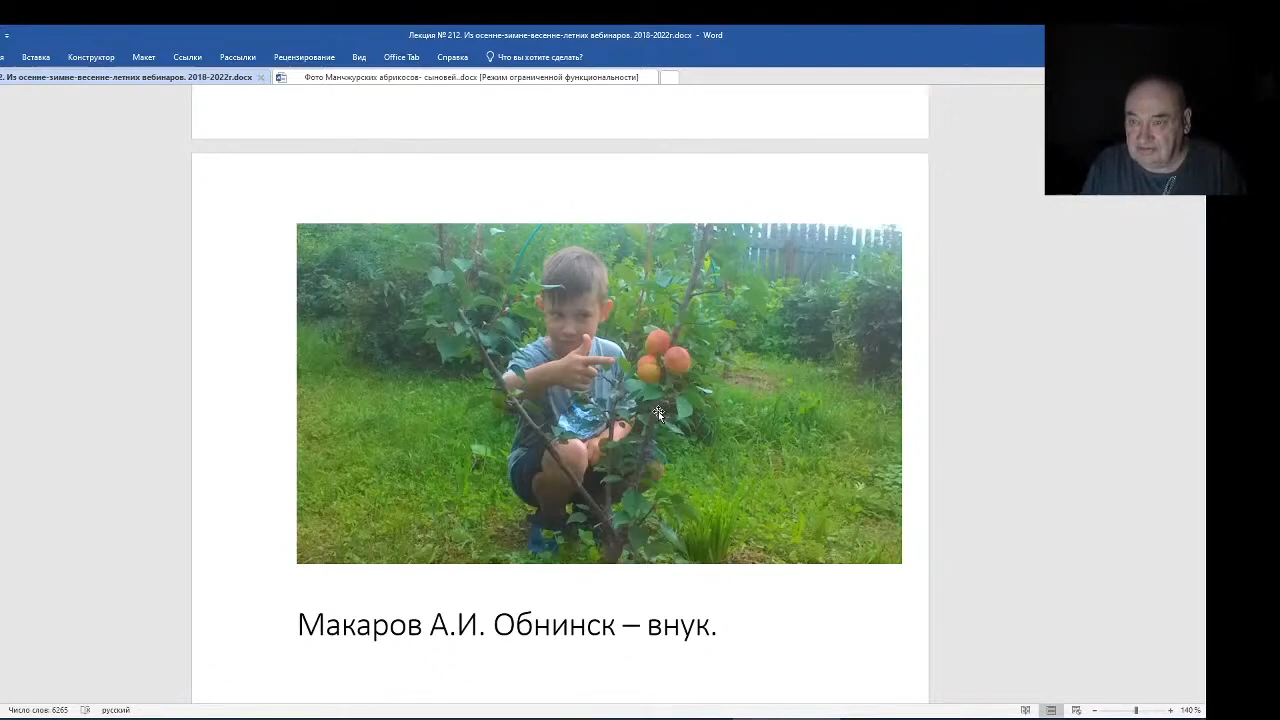 Лекция № 212. Из осенне-зимне-весенне-летних вебинаров. 2018-2022г.docx - Word
Вставка Конструктор Макет Ссылки Рассылки Рецензирование Вид Office Tab Справка Что вы хотите сделать?
2. Из осенне-зимне-весенне-летних вебинаров. 2018-2022г.docx Фото Манчжурских абрикосов- сыновей..docx [Режим ограниченной функциональности]
Макаров А.И. Обнинск – внук.
Число слов: 6265 русский 140 %